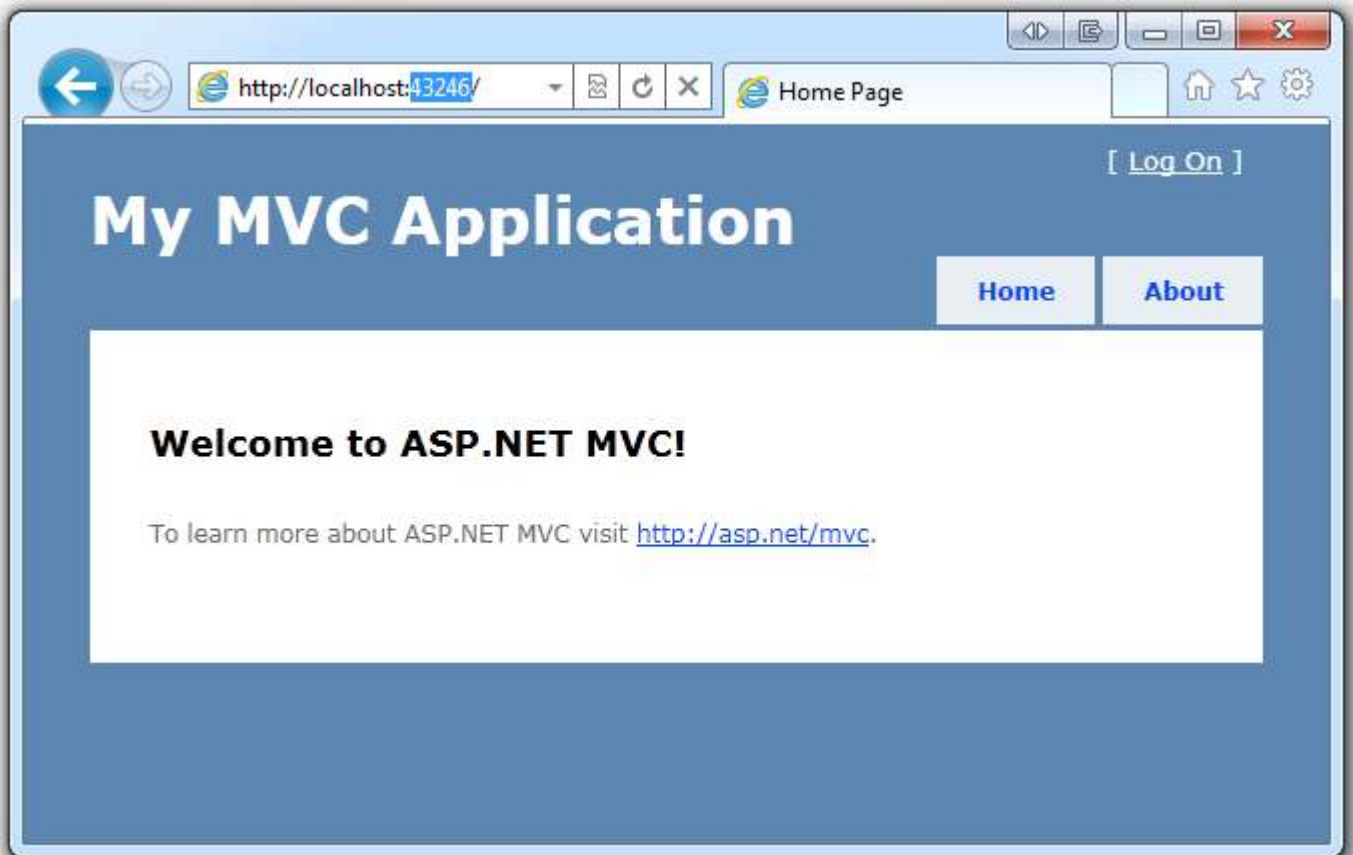 http://localhost:43246/
Home Page
[ Log On ]
My MVC Application
Home About
Welcome to ASP.NET MVC!
To learn more about ASP.NET MVC visit http://asp.net/mvc.